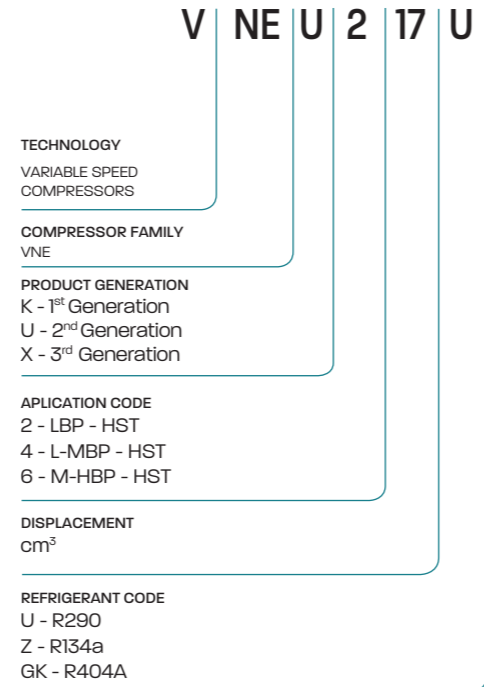 V NE U 2 17 U
TECHNOLOGY
VARIABLE SPEED
COMPRESSORS
COMPRESSOR FAMILY
VNE
PRODUCT GENERATION
K - 1st Generation
U - 2nd Generation
X - 3rd Generation
APLICATION CODE
2 - LBP - HST
4 - L-MBP - HST
6 - M-HBP - HST
DISPLACEMENT
cm³
REFRIGERANT CODE
U - R290
Z - R134a
GK - R404A